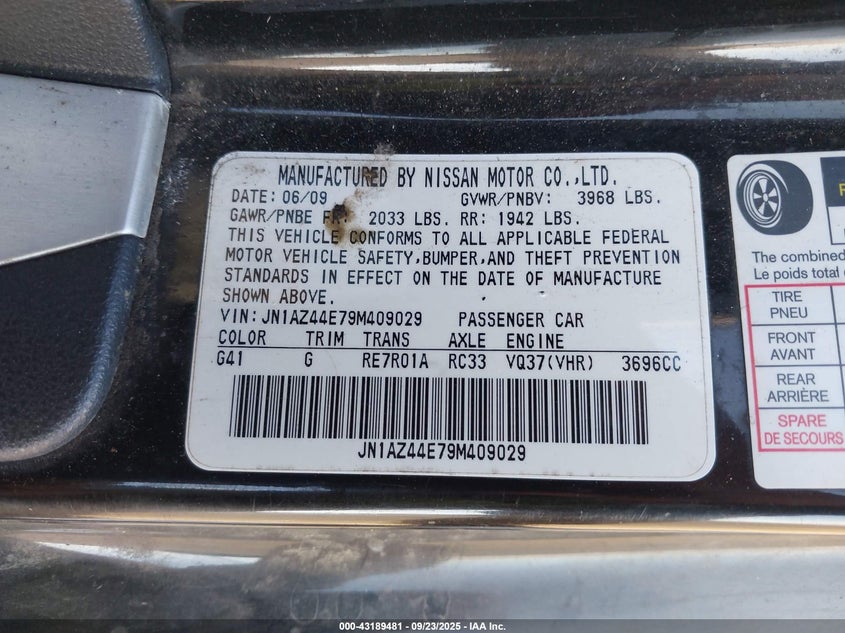 MANUFACTURED BY NISSAN MOTOR CO.,LTD.
DATE: 06/09 GVWR/PNBV: 3968 LBS.
GAWR/PNBE FR: 2033 LBS. RR: 1942 LBS.
THIS VEHICLE CONFORMS TO ALL APPLICABLE FEDERAL
MOTOR VEHICLE SAFETY,BUMPER,AND THEFT PREVENTION
STANDARDS IN EFFECT ON THE DATE OF MANUFACTURE
SHOWN ABOVE.
VIN:JN1AZ44E79M409029 PASSENGER CAR
COLOR TRIM TRANS AXLE ENGINE
G41 G RE7R01A RC33 VQ37(VHR) 3696CC
JN1AZ44E79M409029
The combined
Le poids total
TIRE
PNEU
FRONT
AVANT
REAR
ARRIÈRE
SPARE
DE SECOURS
000-43189481 - 09/23/2025 - IAA Inc.